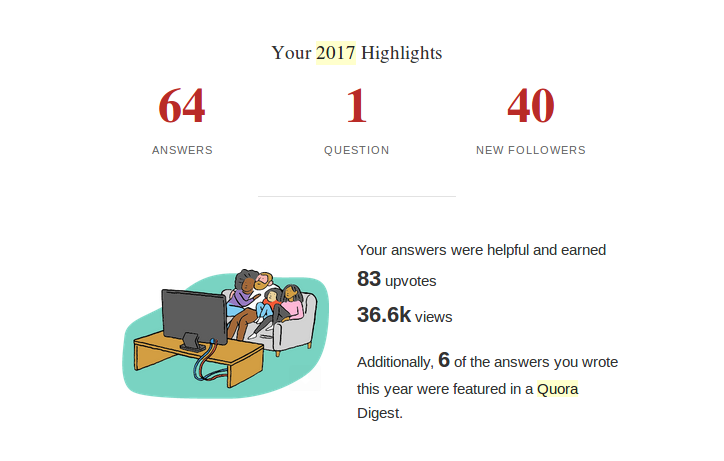 Your 2017 Highlights
64 1 40
ANSWERS QUESTION NEW FOLLOWERS
Your answers were helpful and earned
83 upvotes
36.6k views
Additionally, 6 of the answers you wrote
this year were featured in a Quora
Digest.